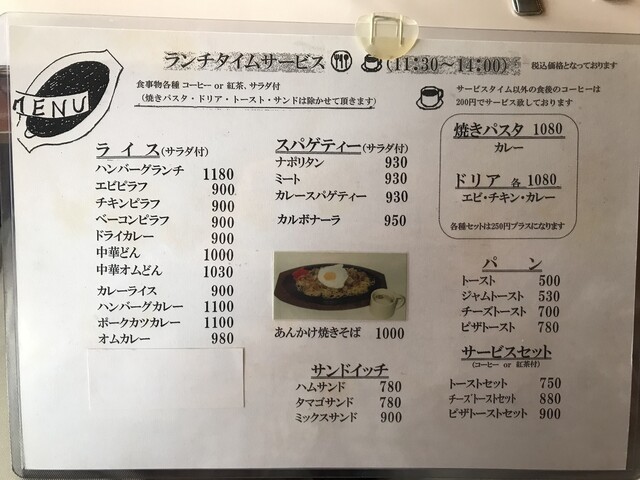 MENU
ランチタイムサービス (11:30～14:00) 税込価格となっております
食事物各種 コーヒー or 紅茶、サラダ付
(焼きパスタ・ドリア・トースト・サンドは除かせて頂きます)
サービスタイム以外の食後のコーヒーは
200円でサービス致しております
ライス(サラダ付)
ハンバーグランチ 1180
エビピラフ 900
チキンピラフ 900
ベーコンピラフ 900
ドライカレー 900
中華どん 1000
中華オムどん 1030
カレーライス 900
ハンバーグカレー 1100
ポークカツカレー 1100
オムカレー 980
スパゲティー(サラダ付)
ナポリタン 930
ミート 930
カレースパゲティー 930
カルボナーラ 950
あんかけ焼きそば 1000
サンドイッチ
ハムサンド 780
タマゴサンド 780
ミックスサンド 900
焼きパスタ 1080
カレー
ドリア 各 1080
エビ・チキン・カレー
各種セットは250円プラスになります
パン
トースト 500
ジャムトースト 530
チーズトースト 700
ピザトースト 780
サービスセット
(コーヒー or 紅茶付)
トーストセット 750
チーズトーストセット 880
ピザトーストセット 900